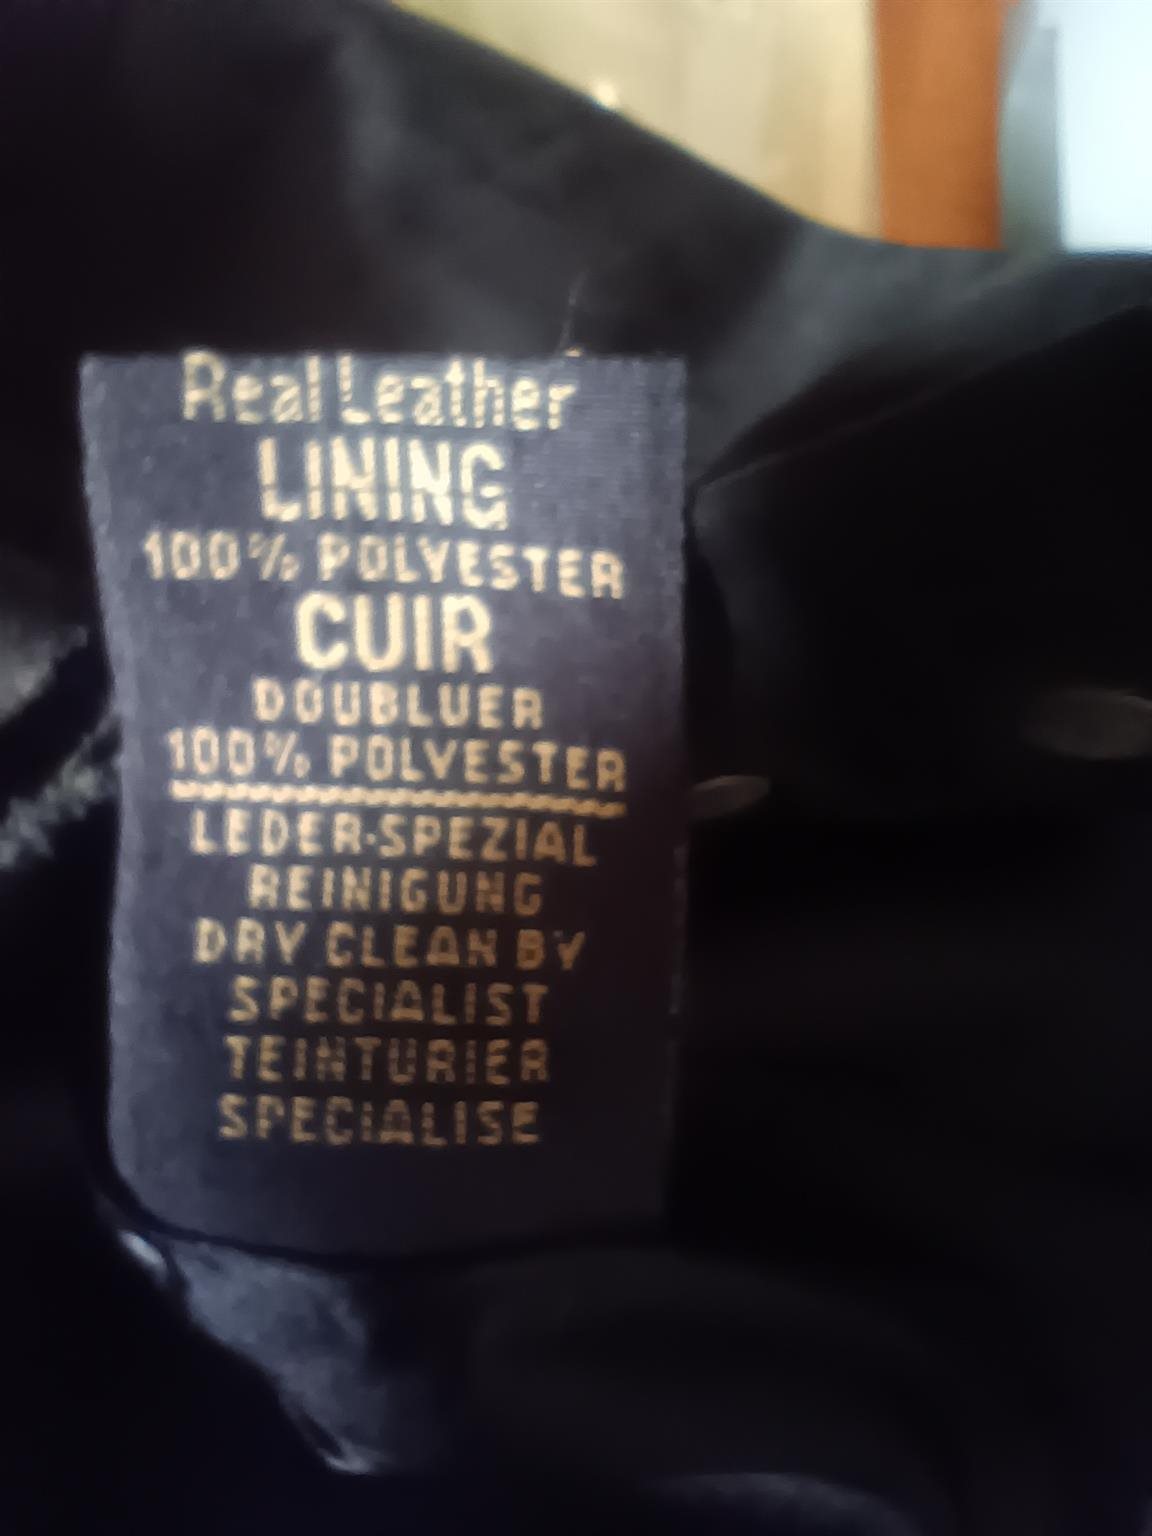 Real Leather
LINING
100% POLYESTER
CUIR
DOUBLUER
100% POLYESTER
LEDER-SPEZIAL
REINIGUNG
DRY CLEAN BY
SPECIALIST
TEINTURIER
SPECIALISE